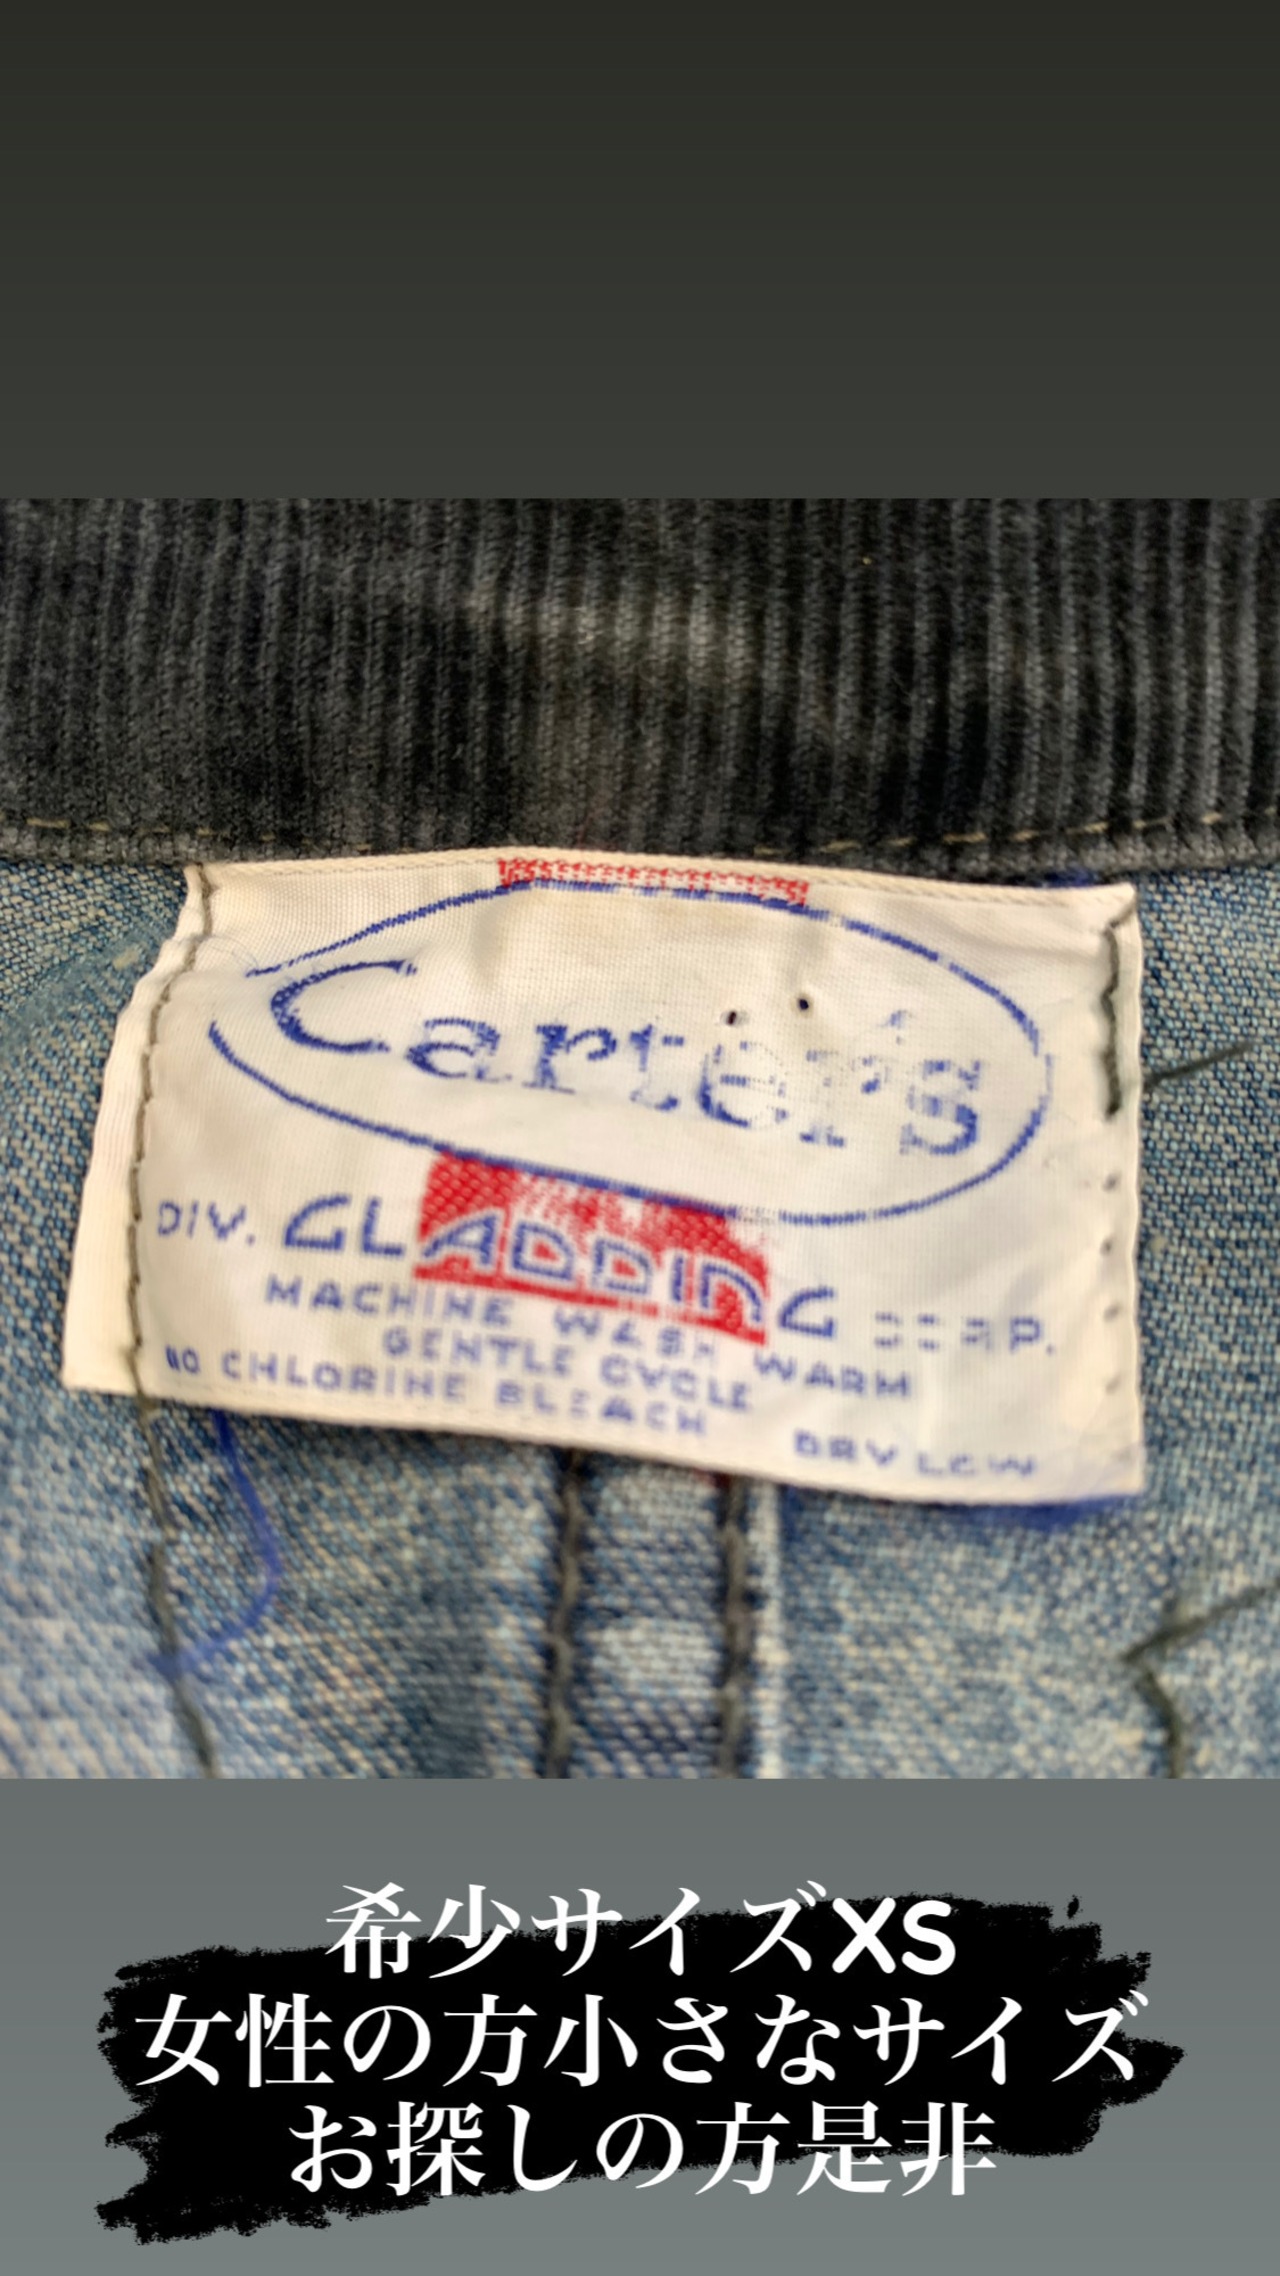 Carter's
DIV. GLADDING CORP.
MACHINE WASH WARM
GENTLE CYCLE
NO CHLORINE BLEACH
DRY LOW
希少サイズXS
女性の方小さなサイズ
お探しの方是非